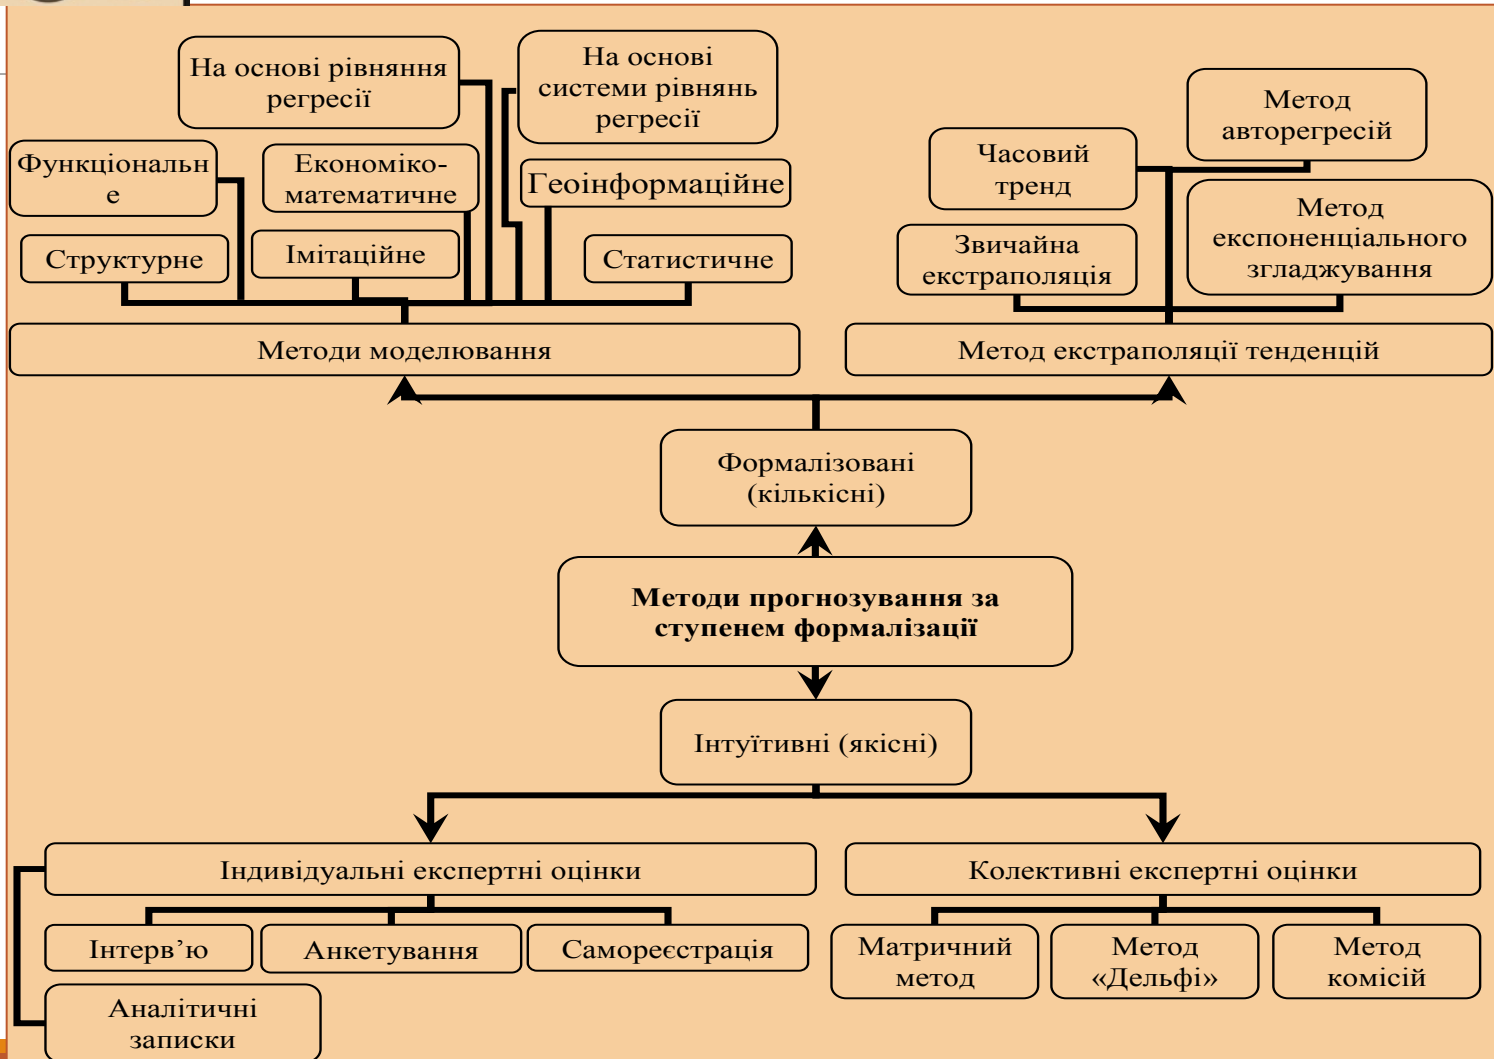 На основі рівняння
регресії
На основі
системи рівнянь
регресії
Метод
авторегресій
Функціональн
е
Економіко-
математичне
Геоінформаційне
Часовий
тренд
Метод
експоненціального
згладжування
Структурне
Імітаційне
Статистичне
Звичайна
екстраполяція
Методи моделювання
Метод екстраполяції тенденцій
Формалізовані
(кількісні)
Методи прогнозування за
ступенем формалізації
Інтуїтивні (якісні)
Індивідуальні експертні оцінки
Колективні експертні оцінки
Інтерв’ю
Анкетування
Самореєстрація
Матричний
метод
Метод
«Дельфі»
Метод
комісій
Аналітичні
записки